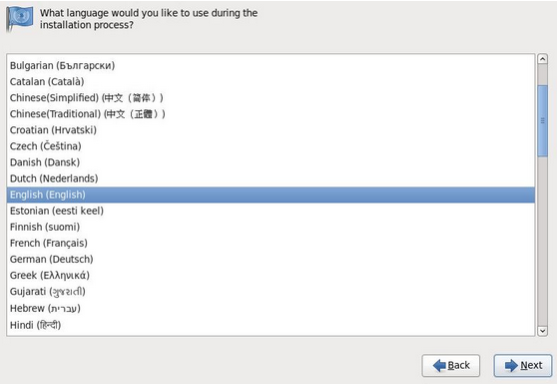 What language would you like to use during the
installation process?
Bulgarian (Български)
Catalan (Català)
Chinese(Simplified) (中文（简体）)
Chinese(Traditional) (中文（正體）)
Croatian (Hrvatski)
Czech (Čeština)
Danish (Dansk)
Dutch (Nederlands)
English (English)
Estonian (eesti keel)
Finnish (suomi)
French (Français)
German (Deutsch)
Greek (Ελληνικά)
Gujarati (ગુજરાતી)
Hebrew (עברית)
Hindi (हिन्दी)
Back
Next